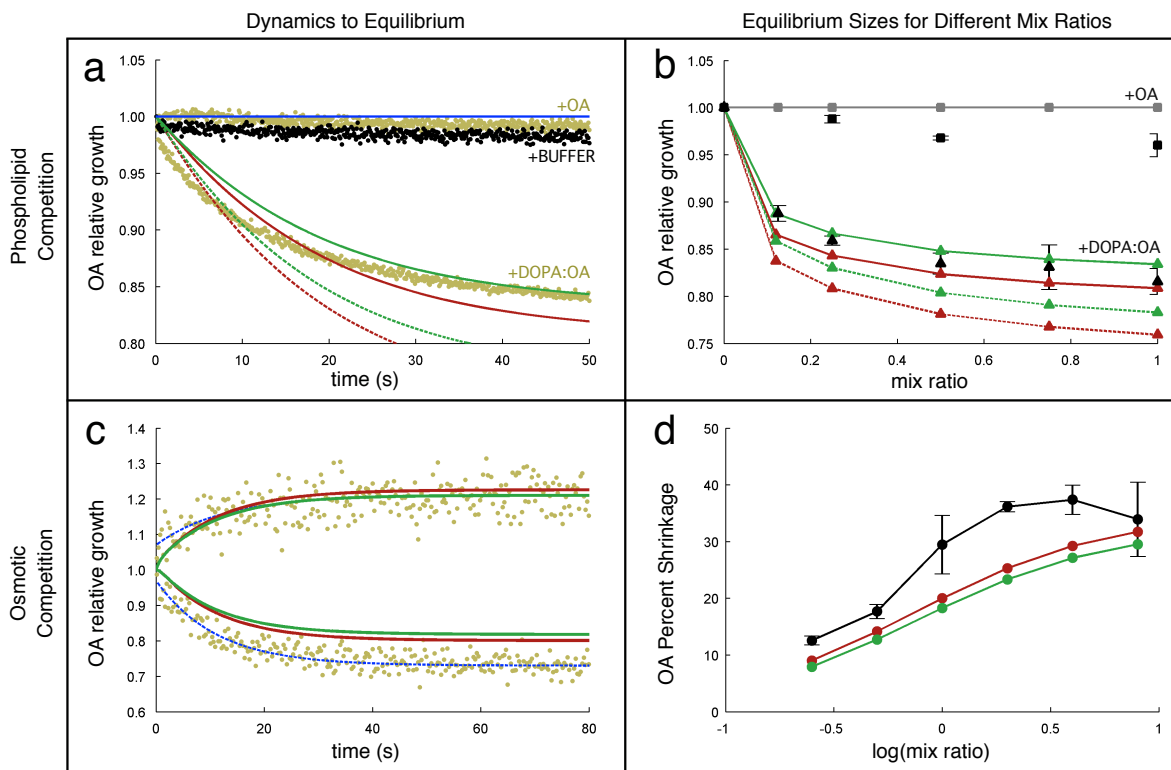 Dynamics to Equilibrium
Equilibrium Sizes for Different Mix Ratios
Phospholipid
Competition
a
OA relative growth
1.05
1.00
0.95
0.90
0.85
0.80
+OA
+BUFFER
+DOPA:OA
0 10 20 30 40 50
time (s)
b
OA relative growth
1.05
1.00
0.95
0.90
0.85
0.80
0.75
+OA
+DOPA:OA
0 0.2 0.4 0.6 0.8 1
mix ratio
Osmotic
Competition
c
OA relative growth
1.4
1.3
1.2
1.1
1.0
0.9
0.8
0.7
0.6
0 20 40 60 80
time (s)
d
OA Percent Shrinkage
50
40
30
20
10
0
-1 -0.5 0 0.5 1
log(mix ratio)